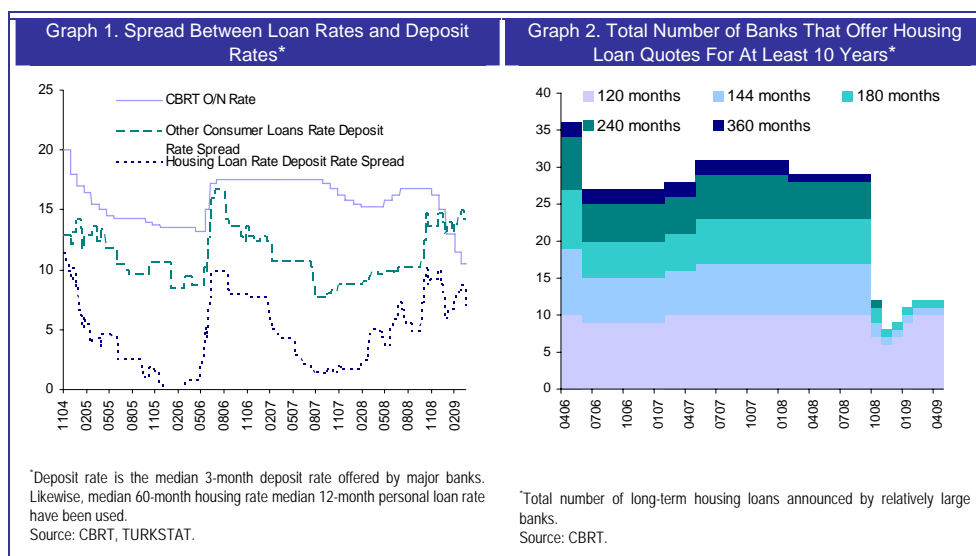 Graph 1. Spread Between Loan Rates and Deposit
Rates*
25
20
15
10
5
0
CBRT O/N Rate
Other Consumer Loans Rate Deposit
Rate Spread
Housing Loan Rate Deposit Rate Spread
1104
0205
0505
0805
1105
0206
0506
0806
1106
0207
0507
0807
1107
0208
0508
0808
1108
0209
*Deposit rate is the median 3-month deposit rate offered by major banks.
Likewise, median 60-month housing rate median 12-month personal loan rate
have been used.
Source: CBRT, TURKSTAT.
Graph 2. Total Number of Banks That Offer Housing
Loan Quotes For At Least 10 Years*
40
35
30
25
20
15
10
5
0
120 months
144 months
180 months
240 months
360 months
0406
0706
1006
0107
0407
0707
1007
0108
0408
0708
1008
0109
0409
*Total number of long-term housing loans announced by relatively large
banks.
Source: CBRT.